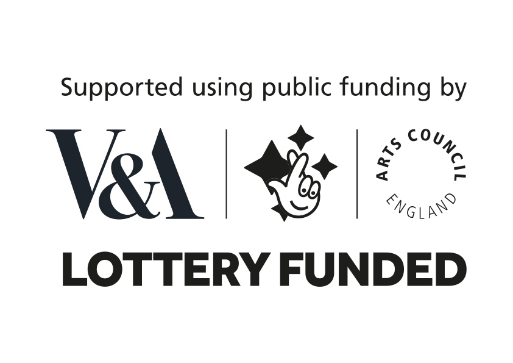 Supported using public funding by
V&A
ARTS COUNCIL
ENGLAND
LOTTERY FUNDED